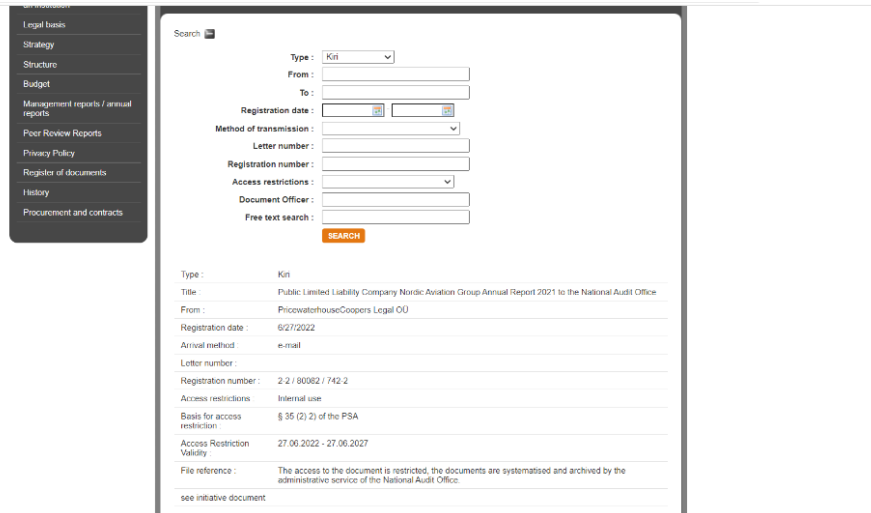 an institution
Legal basis
Strategy
Structure
Budget
Management reports / annual
reports
Peer Review Reports
Privacy Policy
Register of documents
History
Procurement and contracts
Search
Type : Kiri
From :
To :
Registration date :
Method of transmission :
Letter number :
Registration number :
Access restrictions :
Document Officer :
Free text search :
SEARCH
Type : Kiri
Title : Public Limited Liability Company Nordic Aviation Group Annual Report 2021 to the National Audit Office
From : PricewaterhouseCoopers Legal OÜ
Registration date : 6/27/2022
Arrival method : e-mail
Letter number :
Registration number : 2-2 / 80082 / 742-2
Access restrictions : Internal use
Basis for access
restriction : § 35 (2) 2) of the PSA
Access Restriction
Validity : 27.06.2022 - 27.06.2027
File reference : The access to the document is restricted, the documents are systematised and archived by the
administrative service of the National Audit Office.
see initiative document